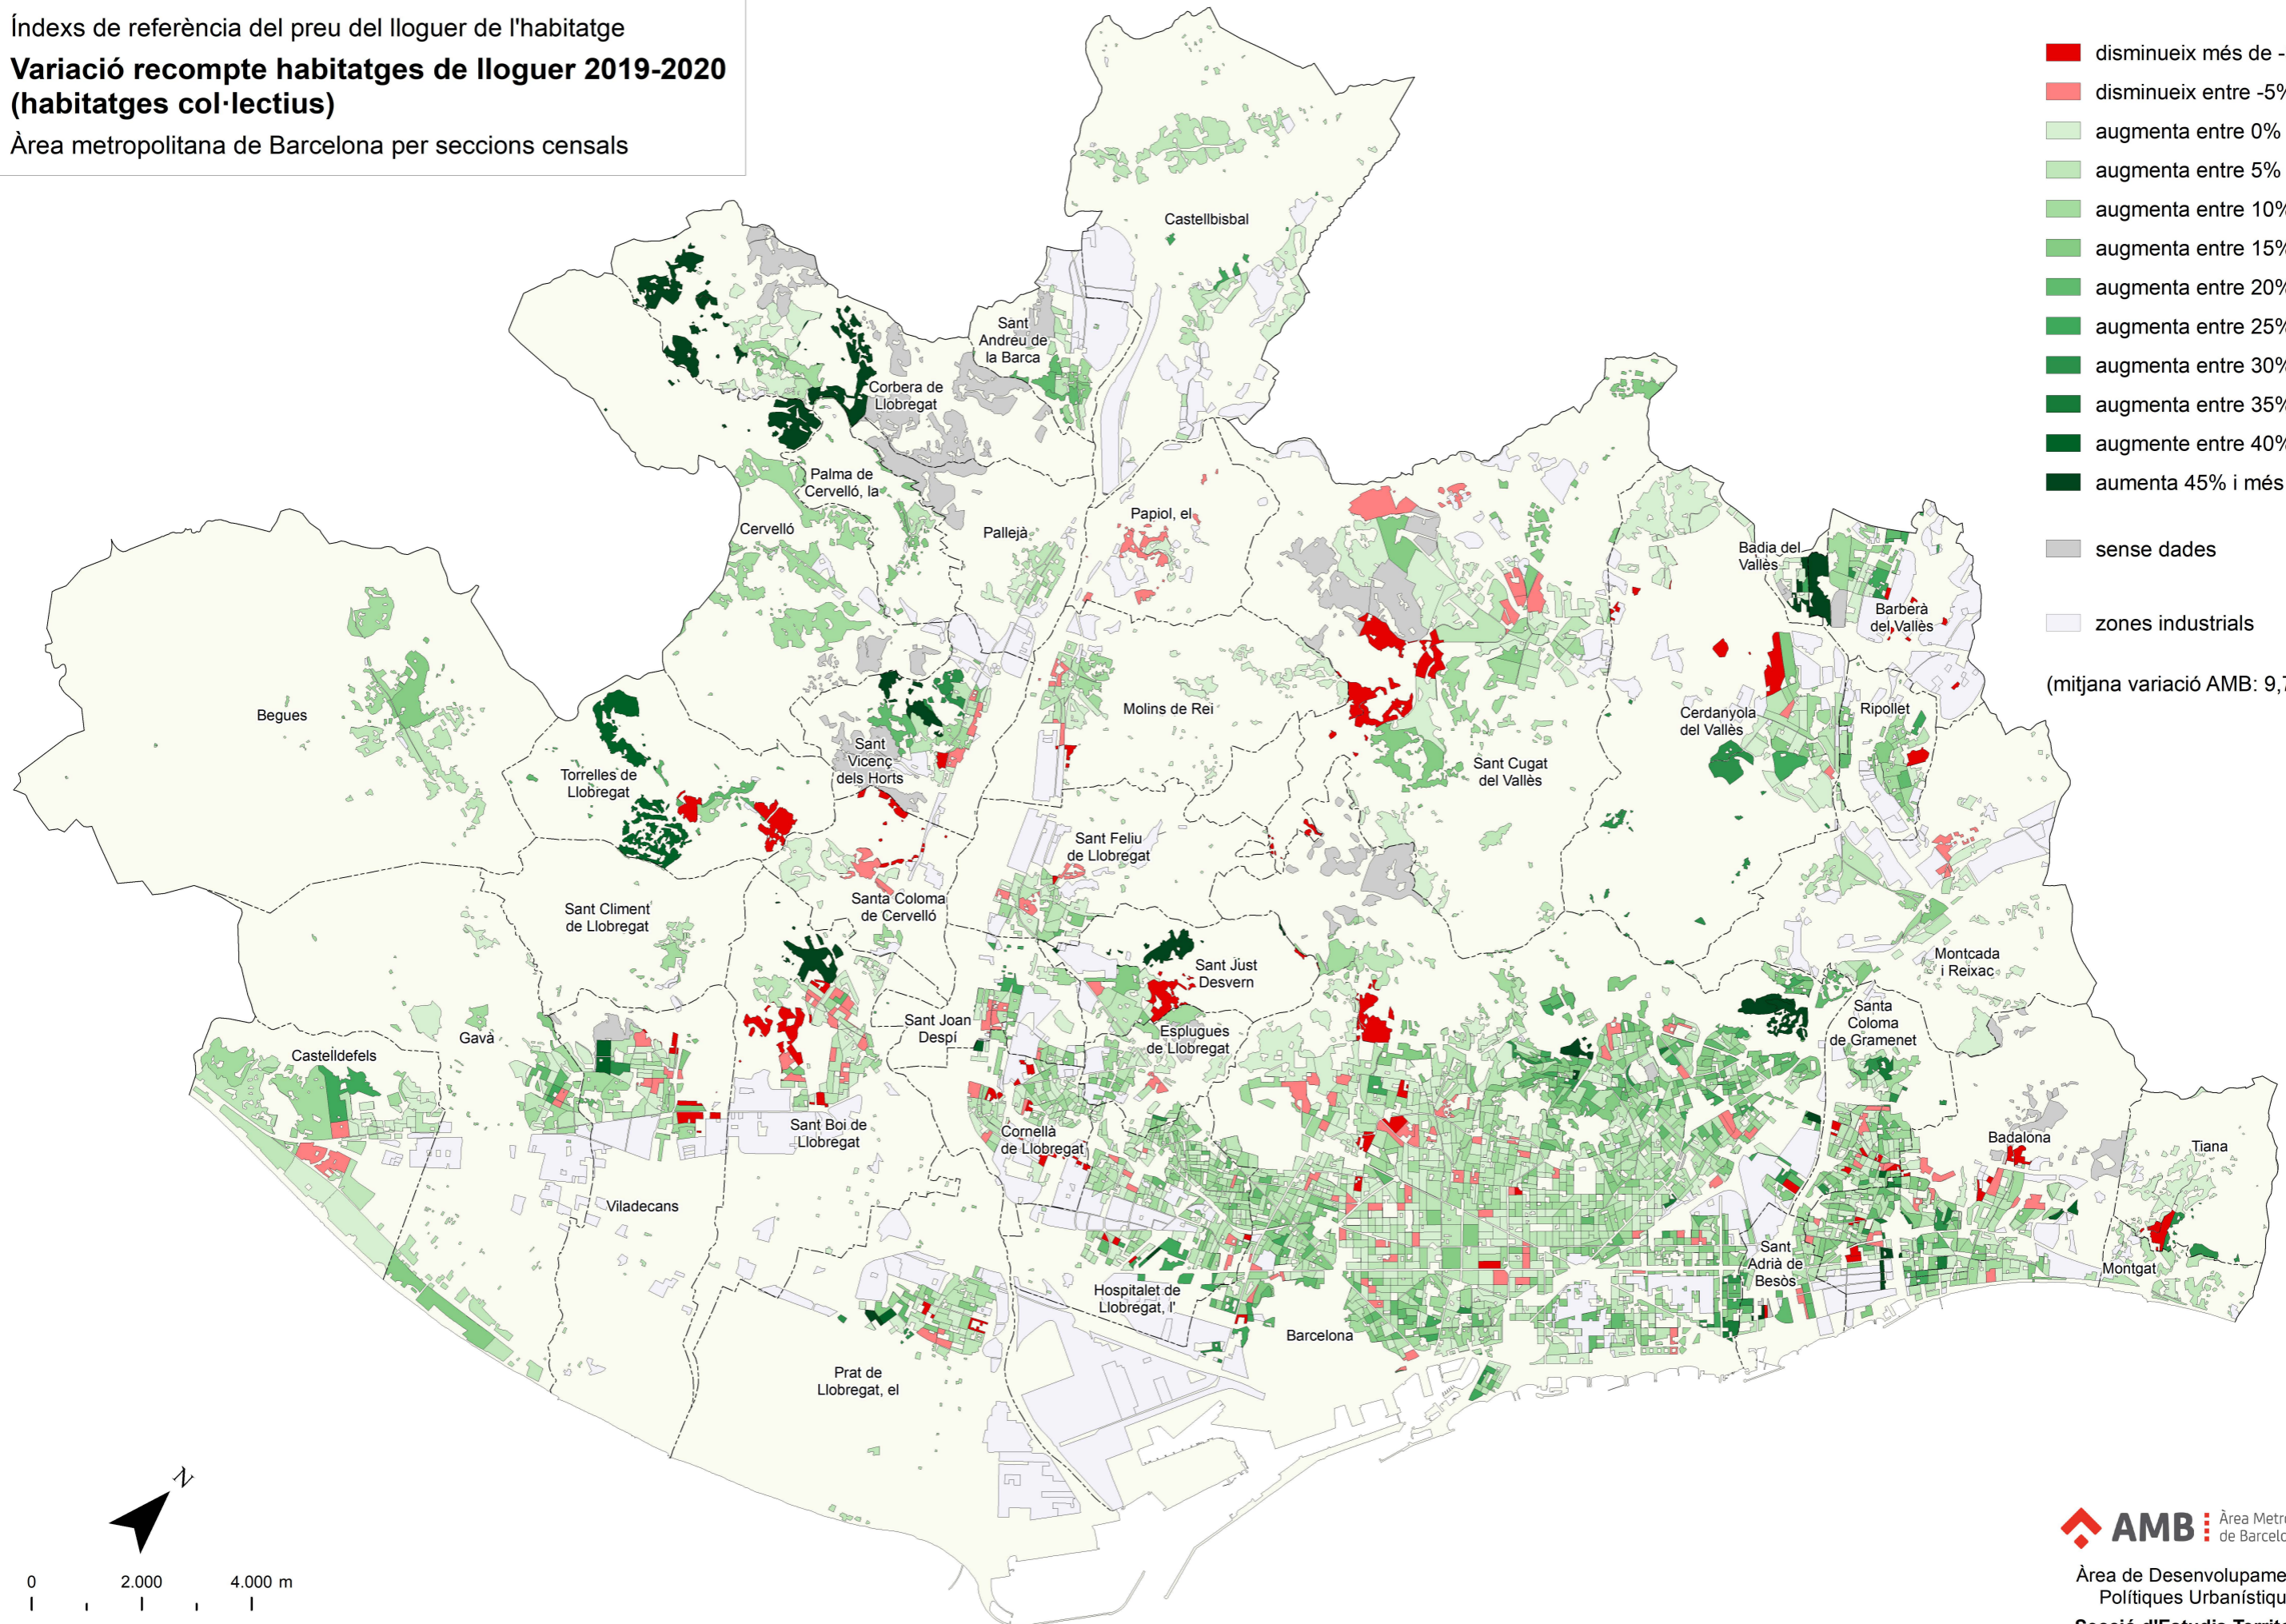 Índexs de referència del preu del lloguer de l'habitatge
Variació recompte habitatges de lloguer 2019-2020
(habitatges col·lectius)
Àrea metropolitana de Barcelona per seccions censals
disminueix més de -
disminueix entre -5%
augmenta entre 0%
augmenta entre 5%
augmenta entre 10%
augmenta entre 15%
augmenta entre 20%
augmenta entre 25%
augmenta entre 30%
augmenta entre 35%
augmente entre 40%
aumenta 45% i més
sense dades
zones industrials
(mitjana variació AMB: 9,7
Castellbisbal
Sant
Andreu de
la Barca
Corbera de
Llobregat
Palma de
Cervelló, la
Cervelló
Pallejà
Papiol, el
Badia del
Vallès
Barberà
del Vallès
Begues
Molins de Rei
Cerdanyola
del Vallès
Ripollet
Sant
Vicenç
dels Horts
Torrelles de
Llobregat
Sant Cugat
del Vallès
Sant Feliu
de Llobregat
Sant Climent
de Llobregat
Santa Coloma
de Cervelló
Montcada
i Reixac
Sant Just
Desvern
Santa
Coloma
de Gramenet
Sant Joan
Despí
Esplugues
de Llobregat
Gavà
Castelldefels
Sant Boi de
Llobregat
Cornellà
de Llobregat
Badalona
Tiana
Viladecans
Sant
Adrià de
Besòs
Montgat
Hospitalet de
Llobregat, l'
Barcelona
Prat de
Llobregat, el
N
0 2.000 4.000 m
AMB
Àrea Metro
de Barcelo
Àrea de Desenvolupame
Polítiques Urbanístiqu
Secció d'Estudis Territo